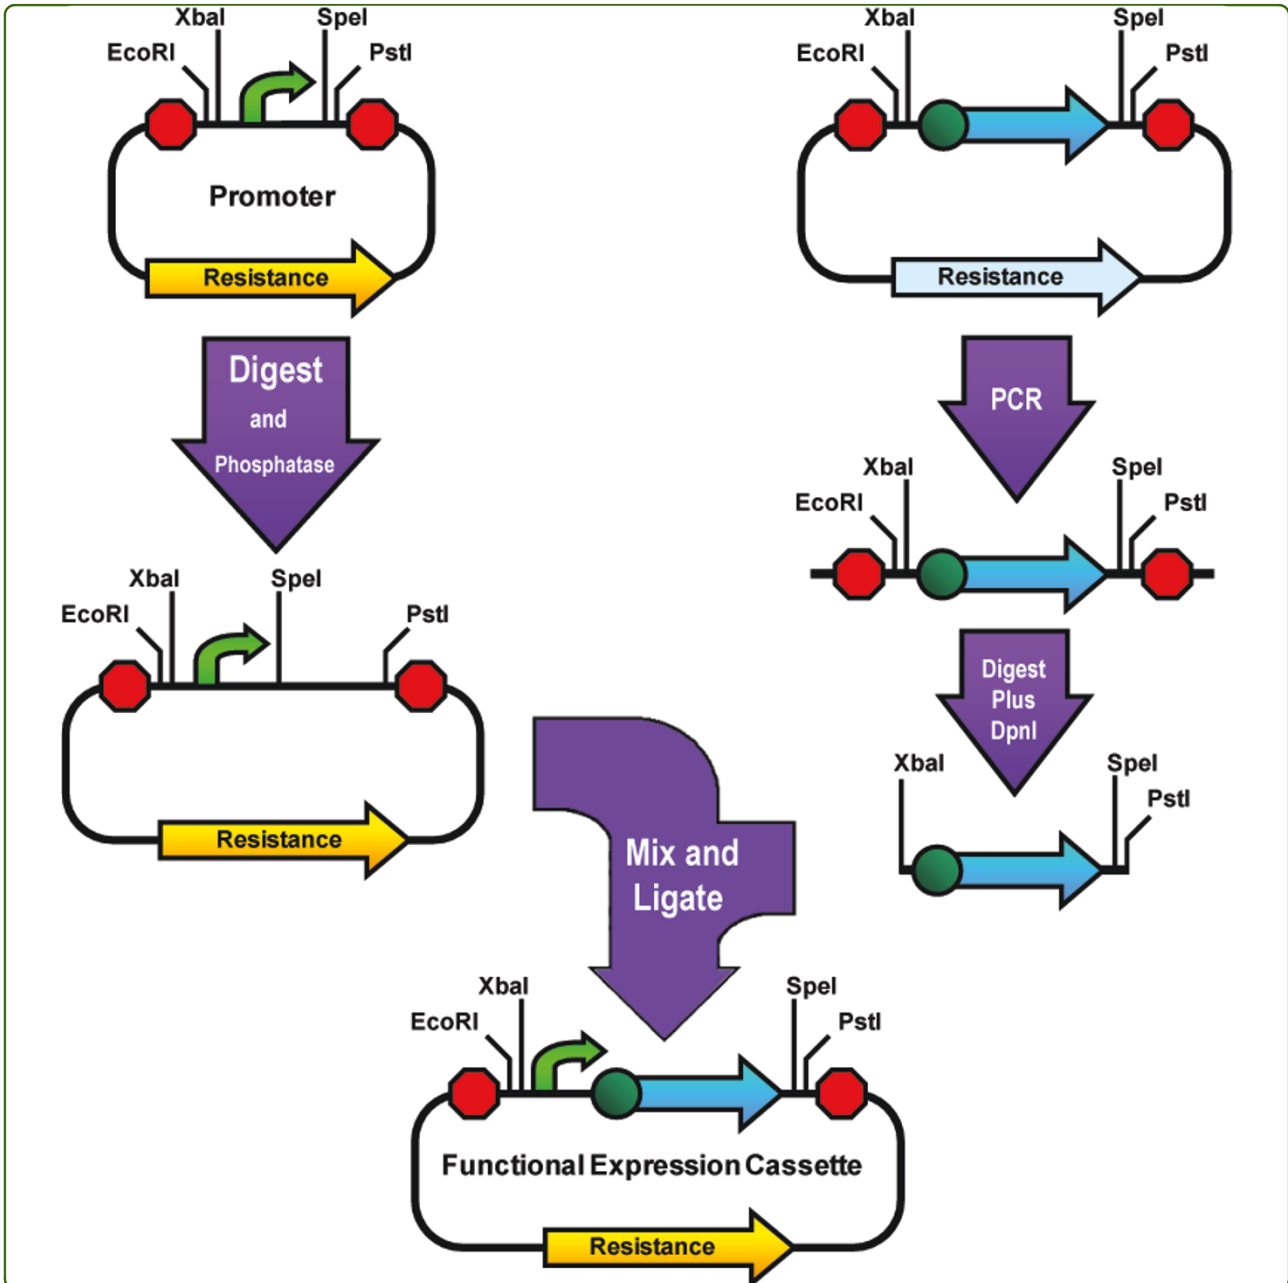 XbaI
SpeI
EcoRI
PstI
Promoter
Resistance
Digest
and
Phosphatase
XbaI
SpeI
EcoRI
PstI
Resistance
XbaI
SpeI
EcoRI
PstI
Resistance
PCR
XbaI
SpeI
EcoRI
PstI
Digest
Plus
DpnI
XbaI
SpeI
PstI
Mix and
Ligate
XbaI
SpeI
EcoRI
PstI
Functional Expression Cassette
Resistance